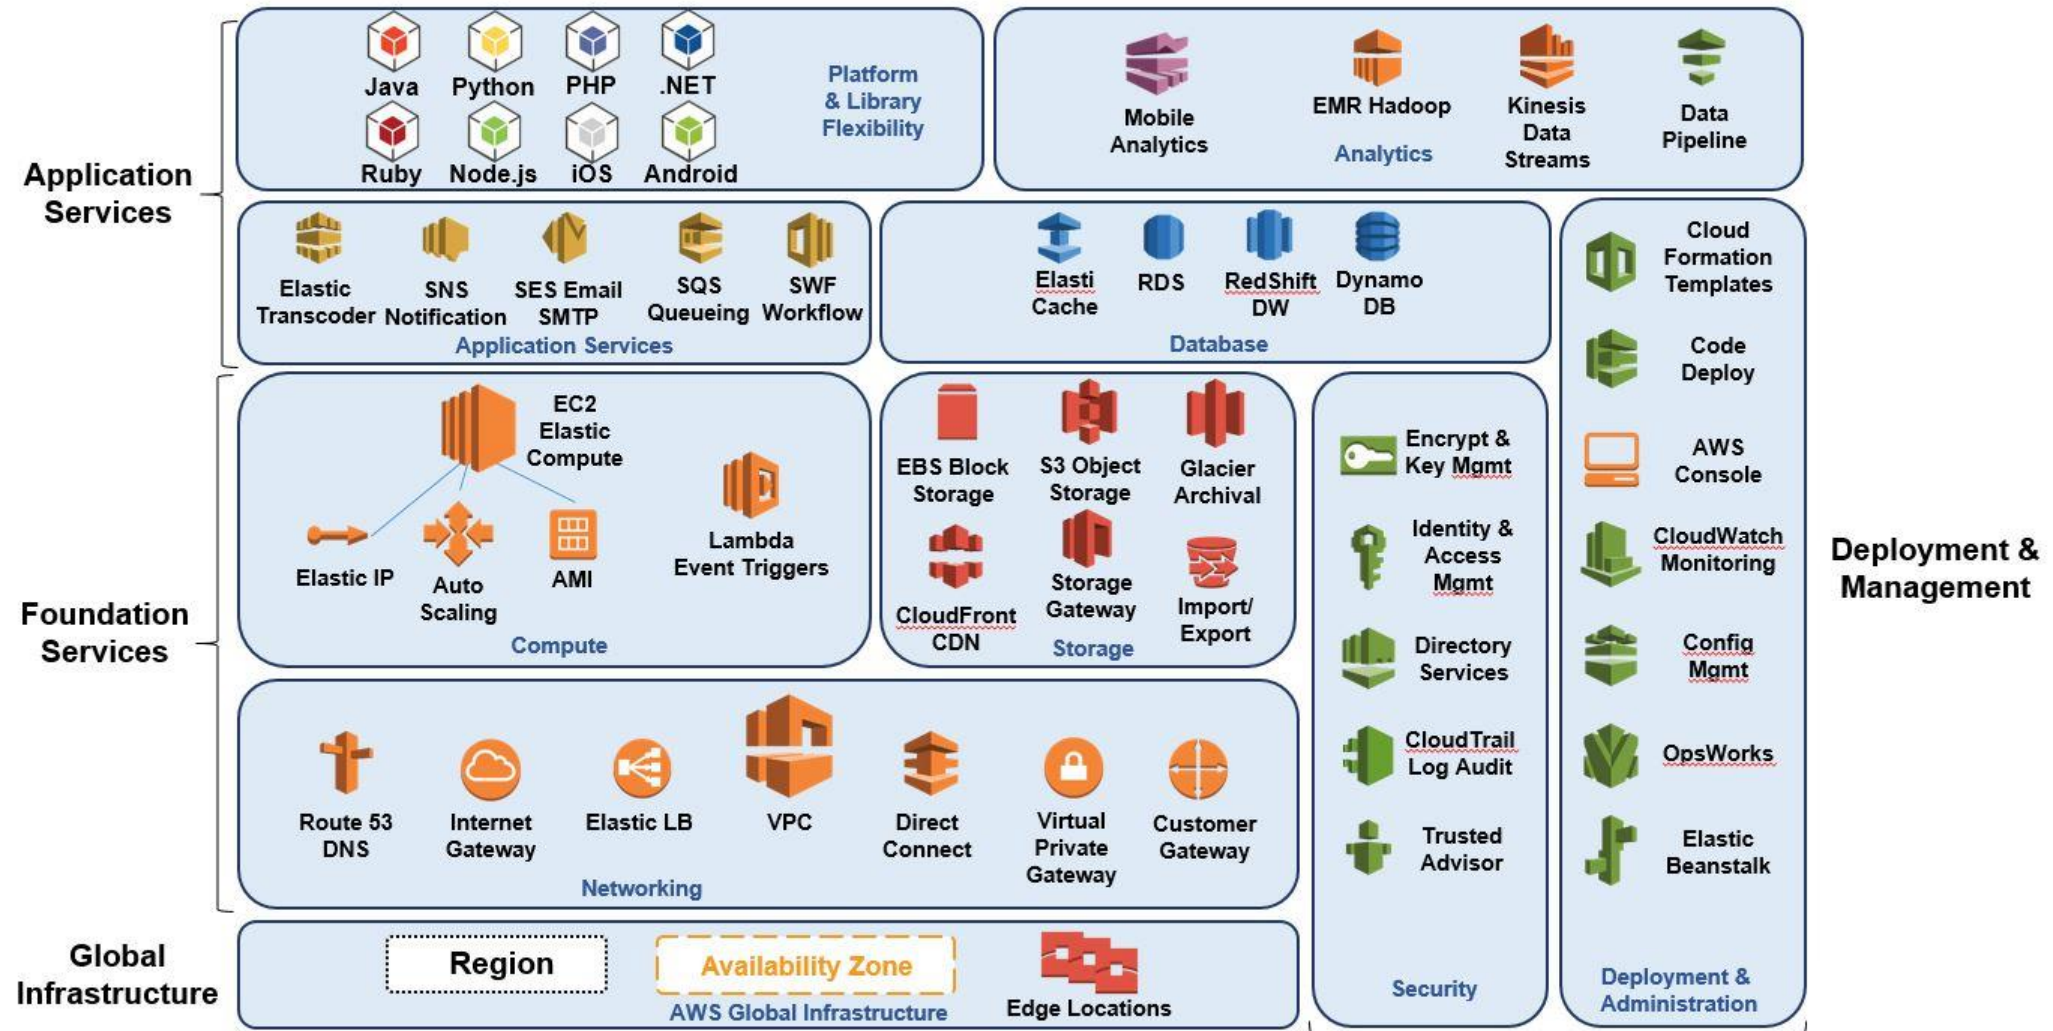 Application
Services
Java
Python
PHP
.NET
Ruby
Node.js
iOS
Android
Platform
& Library
Flexibility
Mobile
Analytics
EMR Hadoop
Analytics
Kinesis
Data
Streams
Data
Pipeline
Elastic
Transcoder
SNS
Notification
SES Email
SMTP
SQS
Queueing
SWF
Workflow
Application Services
Elasti
Cache
RDS
RedShift
DW
Dynamo
DB
Database
Foundation
Services
EC2
Elastic
Compute
Elastic IP
Auto
Scaling
AMI
Lambda
Event Triggers
Compute
EBS Block
Storage
S3 Object
Storage
Glacier
Archival
CloudFront
CDN
Storage
Gateway
Import/
Export
Storage
Route 53
DNS
Internet
Gateway
Elastic LB
VPC
Direct
Connect
Virtual
Private
Gateway
Customer
Gateway
Networking
Encrypt &
Key Mgmt
Identity &
Access
Mgmt
Directory
Services
CloudTrail
Log Audit
Trusted
Advisor
Security
Cloud
Formation
Templates
Code
Deploy
AWS
Console
CloudWatch
Monitoring
Config
Mgmt
OpsWorks
Elastic
Beanstalk
Deployment &
Administration
Deployment &
Management
Global
Infrastructure
Region
Availability Zone
Edge Locations
AWS Global Infrastructure